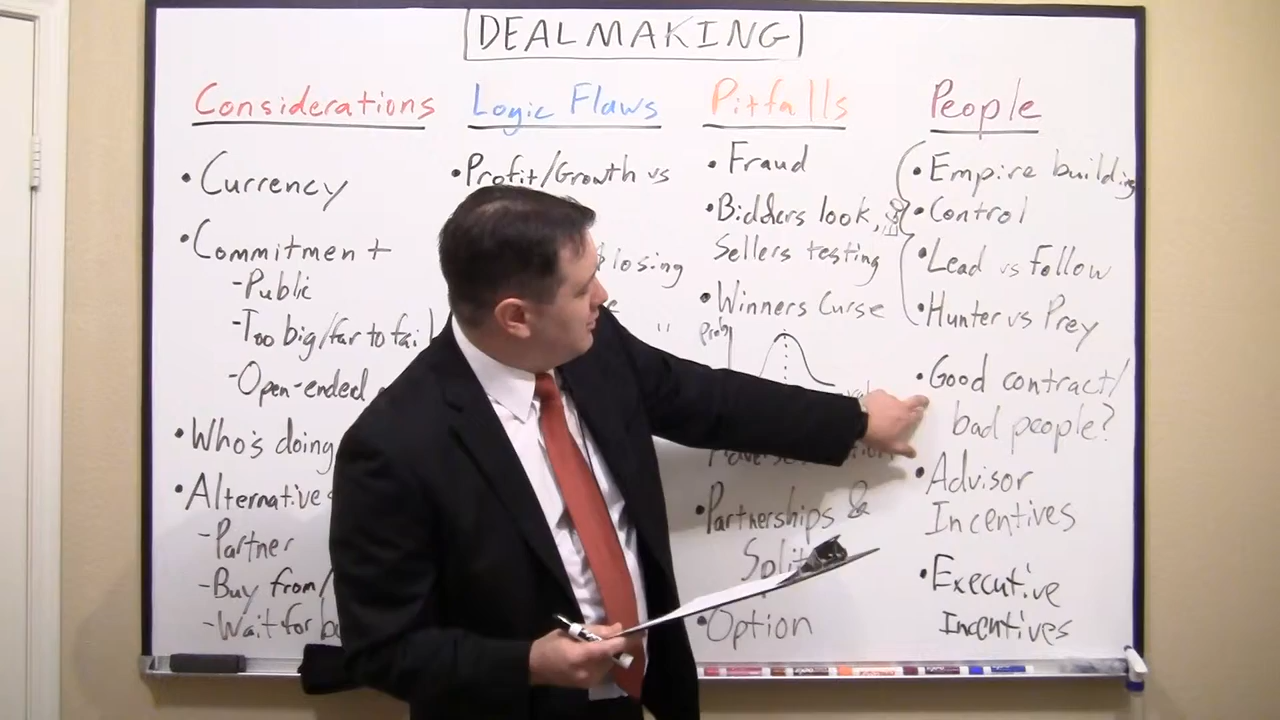 DEALMAKING
Considerations
• Currency
• Commitment
-Public
-Too big/far to fail
-Open-ended
• Who's doing
• Alternative
-Partner
-Buy from/
-Wait for
Logic Flaws
• Profit/Growth vs
$ losing
"
Pitfalls
• Fraud
• Bidders look,
Sellers testing
• Winners Curse
Prob
• Partnerships &
Split
• Option
People
• Empire building
• Control
• Lead vs Follow
• Hunter vs Prey
• Good contract/
bad people?
• Advisor
Incentives
• Executive
Incentives